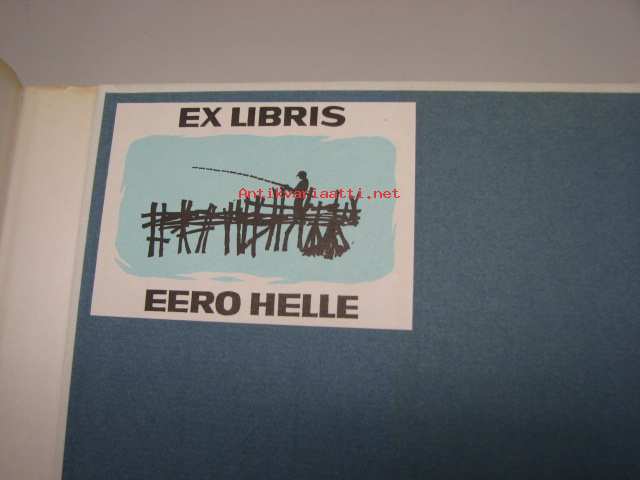 EX LIBRIS
Antikvariaatti.net
EERO HELLE